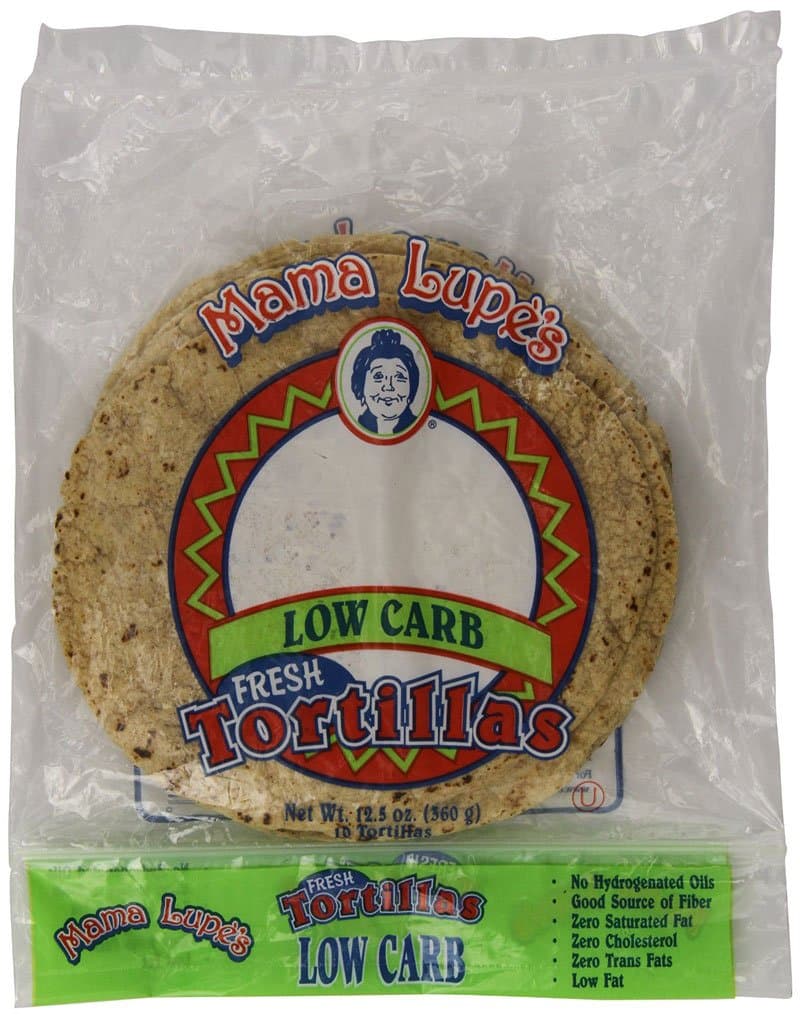 Mama Lupe's
®
LOW CARB
FRESH
Tortillas
Net Wt. 12.5 oz. (360 g)
10 Tortillas
U
Mama Lupe's
FRESH
Tortillas
LOW CARB
• No Hydrogenated Oils
• Good Source of Fiber
• Zero Saturated Fat
• Zero Cholesterol
• Zero Trans Fats
• Low Fat